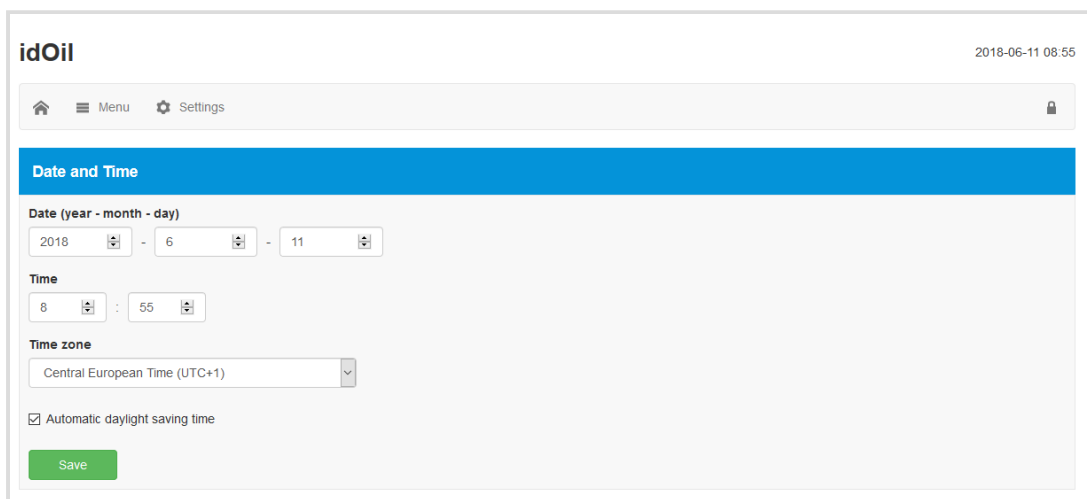 idOil
2018-06-11 08:55
Menu Settings
Date and Time
Date (year - month - day)
2018 - 6 - 11
Time
8 : 55
Time zone
Central European Time (UTC+1)
Automatic daylight saving time
Save